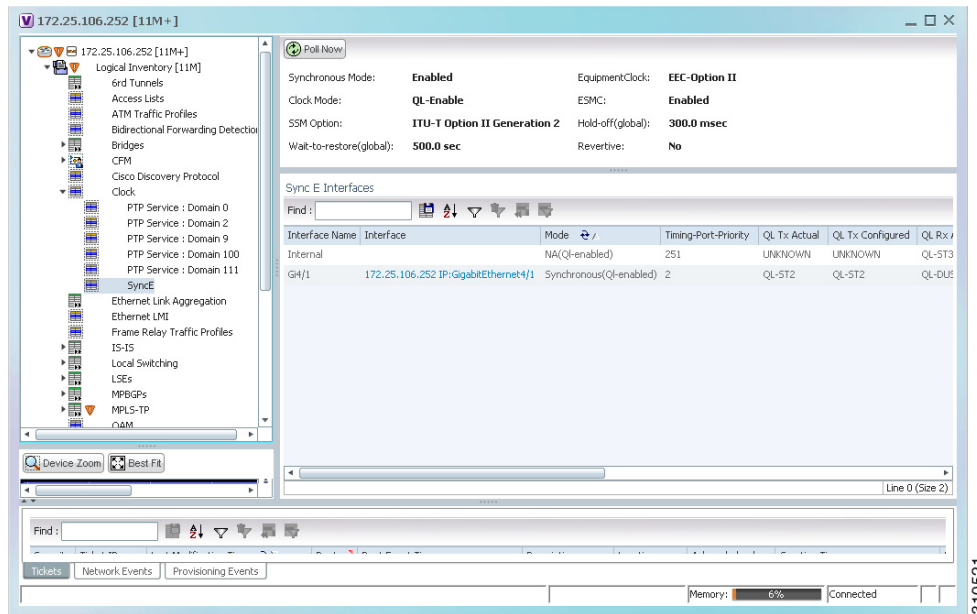 V 172.25.106.252 [11M+]
172.25.106.252 [11M+]
Logical Inventory [11M]
6rd Tunnels
Access Lists
ATM Traffic Profiles
Bidirectional Forwarding Detection
Bridges
CFM
Cisco Discovery Protocol
Clock
PTP Service : Domain 0
PTP Service : Domain 2
PTP Service : Domain 9
PTP Service : Domain 100
PTP Service : Domain 111
SyncE
Ethernet Link Aggregation
Ethernet LMI
Frame Relay Traffic Profiles
IS-IS
Local Switching
LSEs
MPBGPs
MPLS-TP
OAM
Device Zoom Best Fit
Poll Now
Synchronous Mode: Enabled EquipmentClock: EEC-Option II
Clock Mode: QL-Enable ESMC: Enabled
SSM Option: ITU-T Option II Generation 2 Hold-off(global): 300.0 msec
Wait-to-restore(global): 500.0 sec Revertive: No
Sync E Interfaces
Find :
Interface Name Interface Mode Timing-Port-Priority QL Tx Actual QL Tx Configured QL Rx
Internal NA(Ql-enabled) 251 UNKNOWN UNKNOWN QL-ST3
Gi4/1 172.25.106.252 IP:GigabitEthernet4/1 Synchronous(Ql-enabled) 2 QL-ST2 QL-ST2 QL-DUS
Line 0 (Size 2)
Find :
Tickets Network Events Provisioning Events
Memory: 6% Connected